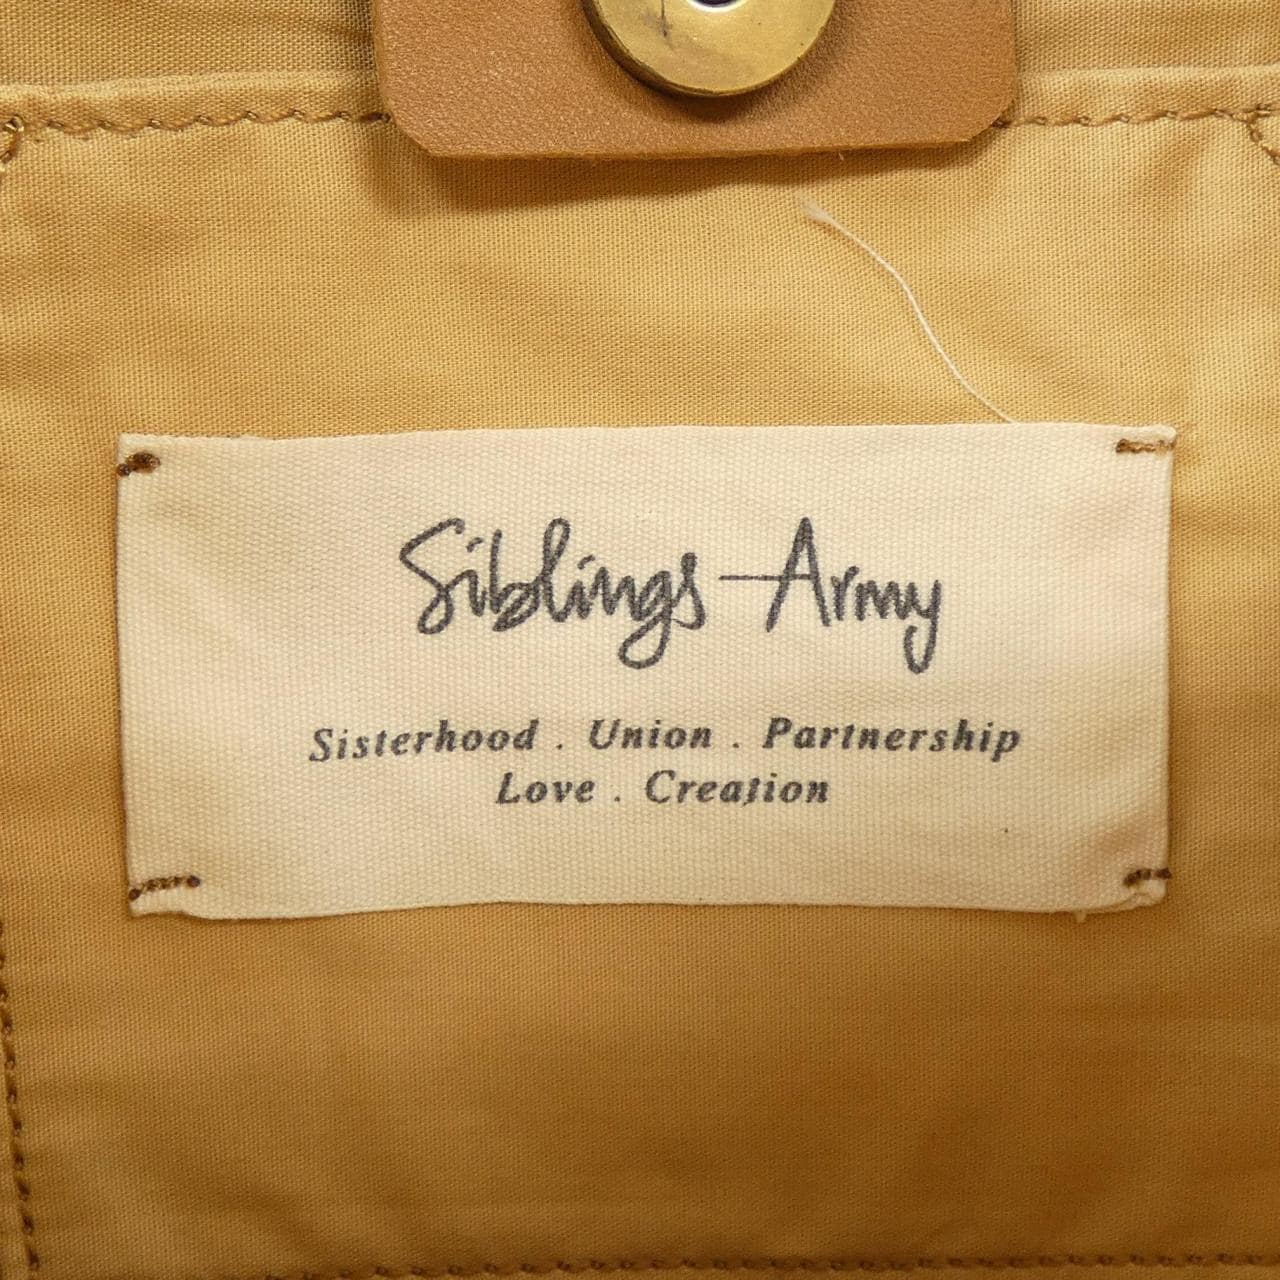 Siblings Army
Sisterhood . Union . Partnership
Love . Creation